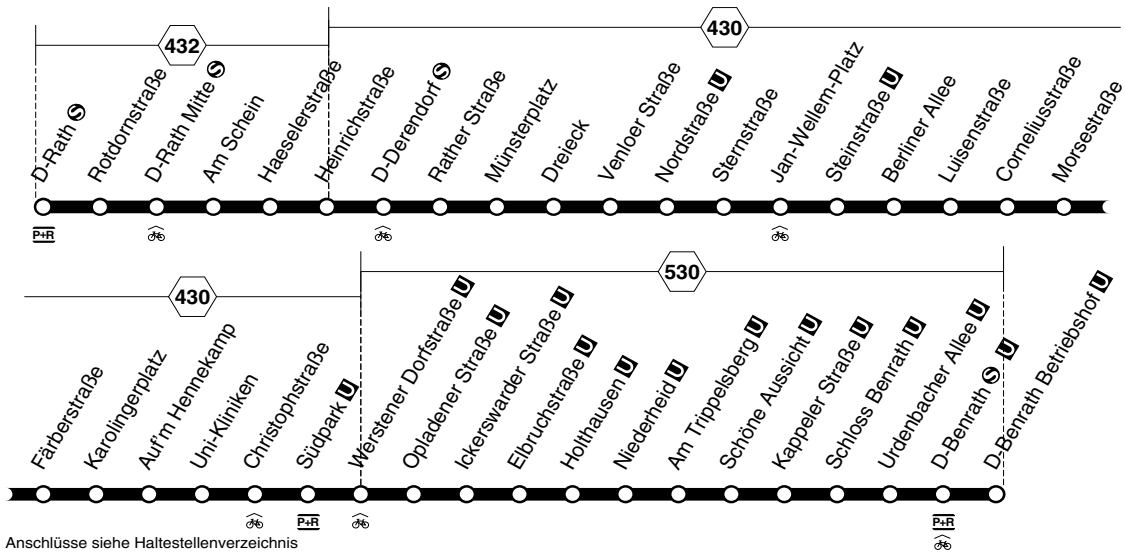 432
430
D-Rath S
Rotdornstraße
D-Rath Mitte S
Am Schein
Haeselerstraße
Heinrichstraße
D-Derendorf S
Rather Straße
Münsterplatz
Dreieck
Venloer Straße
Nordstraße U
Sternstraße
Jan-Wellem-Platz
Steinstraße U
Berliner Allee
Luisenstraße
Corneliusstraße
Morsestraße
P+R
430
530
Färberstraße
Karolingerplatz
Auf'm Hennekamp
Uni-Kliniken
Christophstraße
Südpark U
Werstener Dorfstraße U
Opladener Straße U
Ickerswarder Straße U
Elbruchstraße U
Holthausen U
Niederheid U
Am Trippelsberg U
Schöne Aussicht U
Kappeler Straße U
Schloss Benrath U
Urdenbacher Allee U
D-Benrath S U
D-Benrath Betriebshof U
P+R
P+R
Anschlüsse siehe Haltestellenverzeichnis